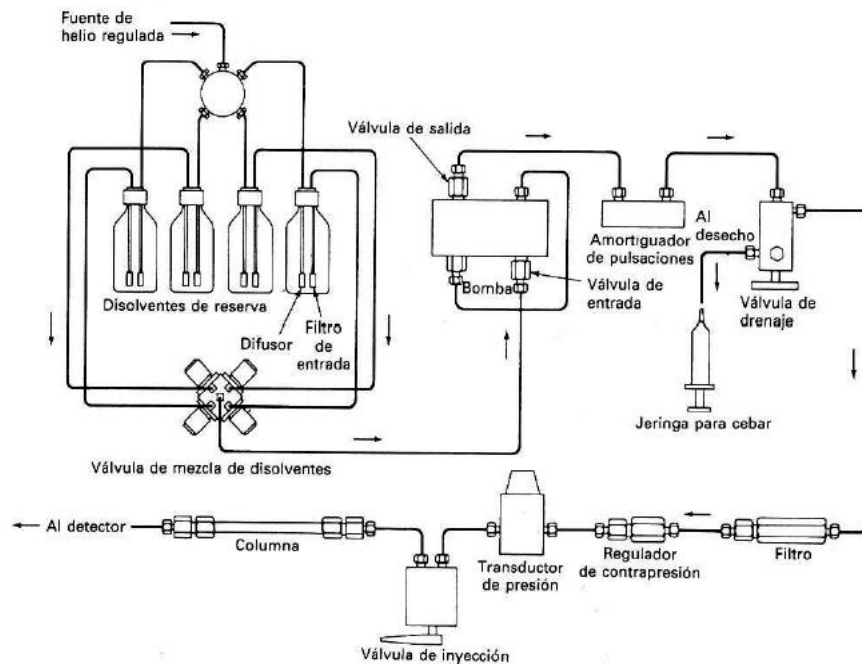 Fuente de
helio regulada
Válvula de salida
Disolventes de reserva
Difusor
Filtro
de
entrada
Bomba
Válvula de
entrada
Amortiguador
de pulsaciones
Al
desecho
Válvula de
drenaje
Jeringa para cebar
Válvula de mezcla de disolventes
Al detector
Columna
Válvula de inyección
Transductor
de presión
Regulador
de contrapresión
Filtro